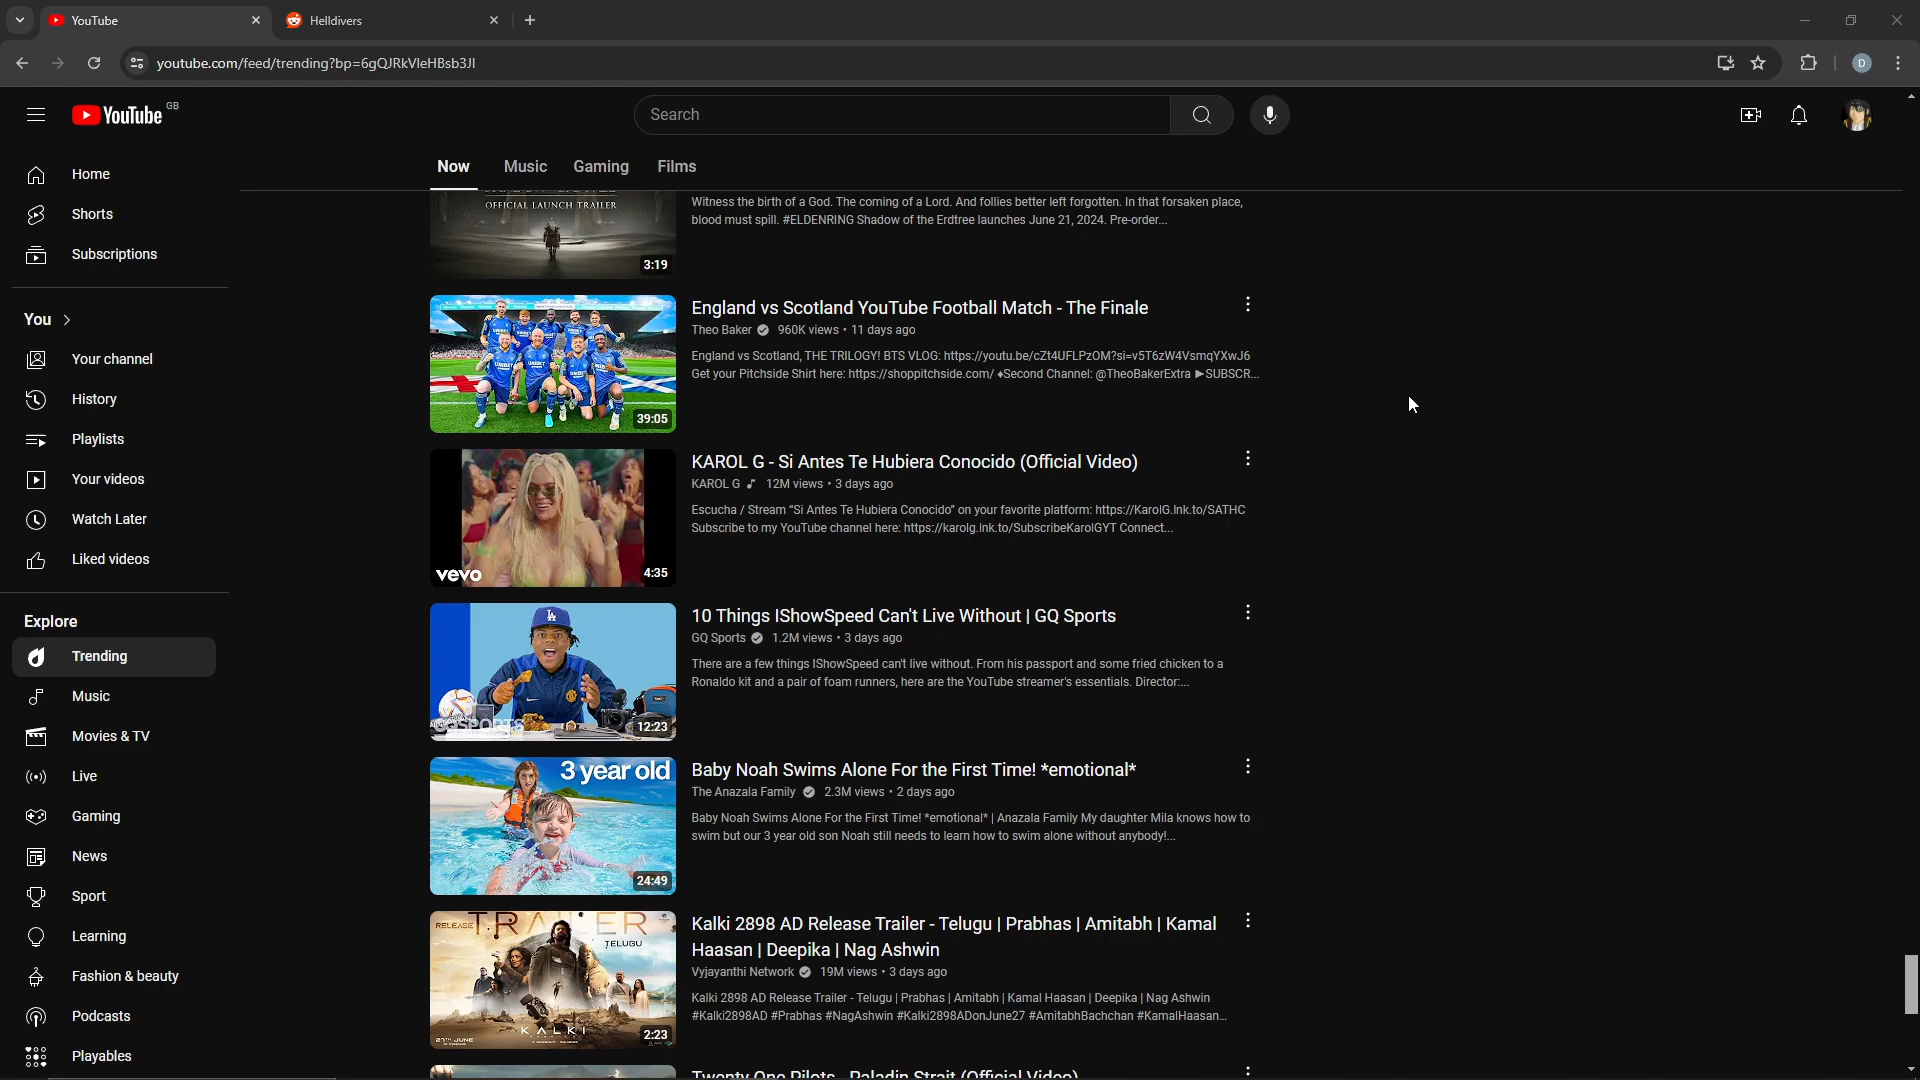 YouTube
Helldivers
youtube.com/feed/trending?bp=6gQJRkVleHBsb3Jl
D
YouTube GB
Search
Now Music Gaming Films
Home
Shorts
Subscriptions
You
Your channel
History
Playlists
Your videos
Watch Later
Liked videos
Explore
Trending
Music
Movies & TV
Live
Gaming
News
Sport
Learning
Fashion & beauty
Podcasts
Playables
OFFICIAL LAUNCH TRAILER
3:19
Witness the birth of a God. The coming of a Lord. And follies better left forgotten. In that forsaken place,
blood must spill. #ELDENRING Shadow of the Erdtree launches June 21, 2024. Pre-order...
39:05
England vs Scotland YouTube Football Match - The Finale
Theo Baker 960K views • 11 days ago
England vs Scotland, THE TRILOGY! BTS VLOG: https://youtu.be/cZt4UFLPzOM?si=v5T6zW4VsmqYXwJ6
Get your Pitchside Shirt here: https://shoppitchside.com/ ♦Second Channel: @TheoBakerExtra ►SUBSCR...
vevo
4:35
KAROL G - Si Antes Te Hubiera Conocido (Official Video)
KAROL G 12M views • 3 days ago
Escucha / Stream “Si Antes Te Hubiera Conocido” on your favorite platform: https://KarolG.lnk.to/SATHC
Subscribe to my YouTube channel here: https://karolg.lnk.to/SubscribeKarolGYT Connect...
LA
GQSPORTS
12:23
10 Things IShowSpeed Can't Live Without | GQ Sports
GQ Sports 1.2M views • 3 days ago
There are a few things IShowSpeed can't live without. From his passport and some fried chicken to a
Ronaldo kit and a pair of foam runners, here are the YouTube streamer's essentials. Director:...
3 year old
24:49
Baby Noah Swims Alone For the First Time! *emotional*
The Anazala Family 2.3M views • 2 days ago
Baby Noah Swims Alone For the First Time! *emotional* | Anazala Family My daughter Mila knows how to
swim but our 3 year old son Noah still needs to learn how to swim alone without anybody!...
RELEASE TRAILER
TELUGU
KALKI
27TH JUNE
2:23
Kalki 2898 AD Release Trailer - Telugu | Prabhas | Amitabh | Kamal
Haasan | Deepika | Nag Ashwin
Vyjayanthi Network 19M views • 3 days ago
Kalki 2898 AD Release Trailer - Telugu | Prabhas | Amitabh | Kamal Haasan | Deepika | Nag Ashwin
#Kalki2898AD #Prabhas #NagAshwin #Kalki2898ADonJune27 #AmitabhBachchan #KamalHaasan...
Twenty One Pilots - Paladin Strait (Official Video)